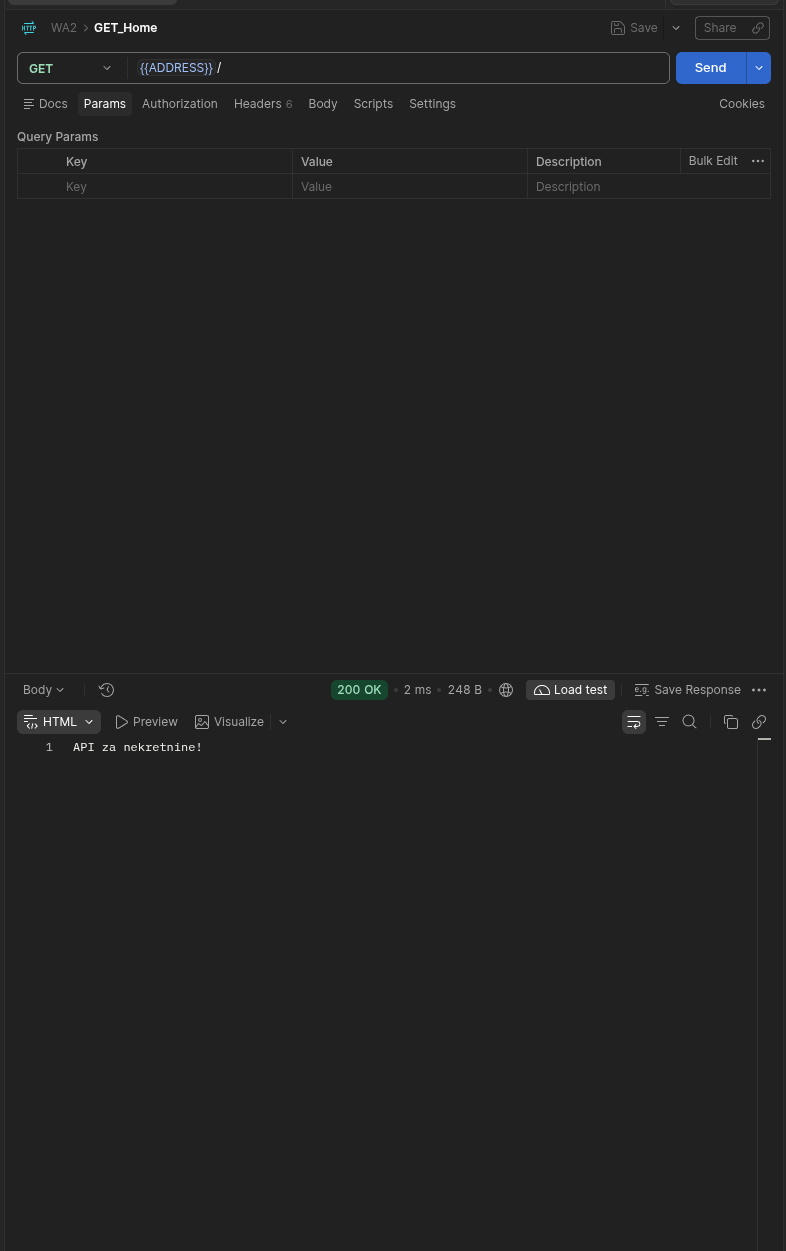 HTTP WA2 > GET_Home Save Share
GET {{ADDRESS}} / Send
Docs Params Authorization Headers 6 Body Scripts Settings Cookies
Query Params
Key Value Description Bulk Edit ...
Key Value Description
Body 200 OK • 2 ms • 248 B • Load test e.g. Save Response ...
HTML Preview Visualize
1 API za nekretnine!